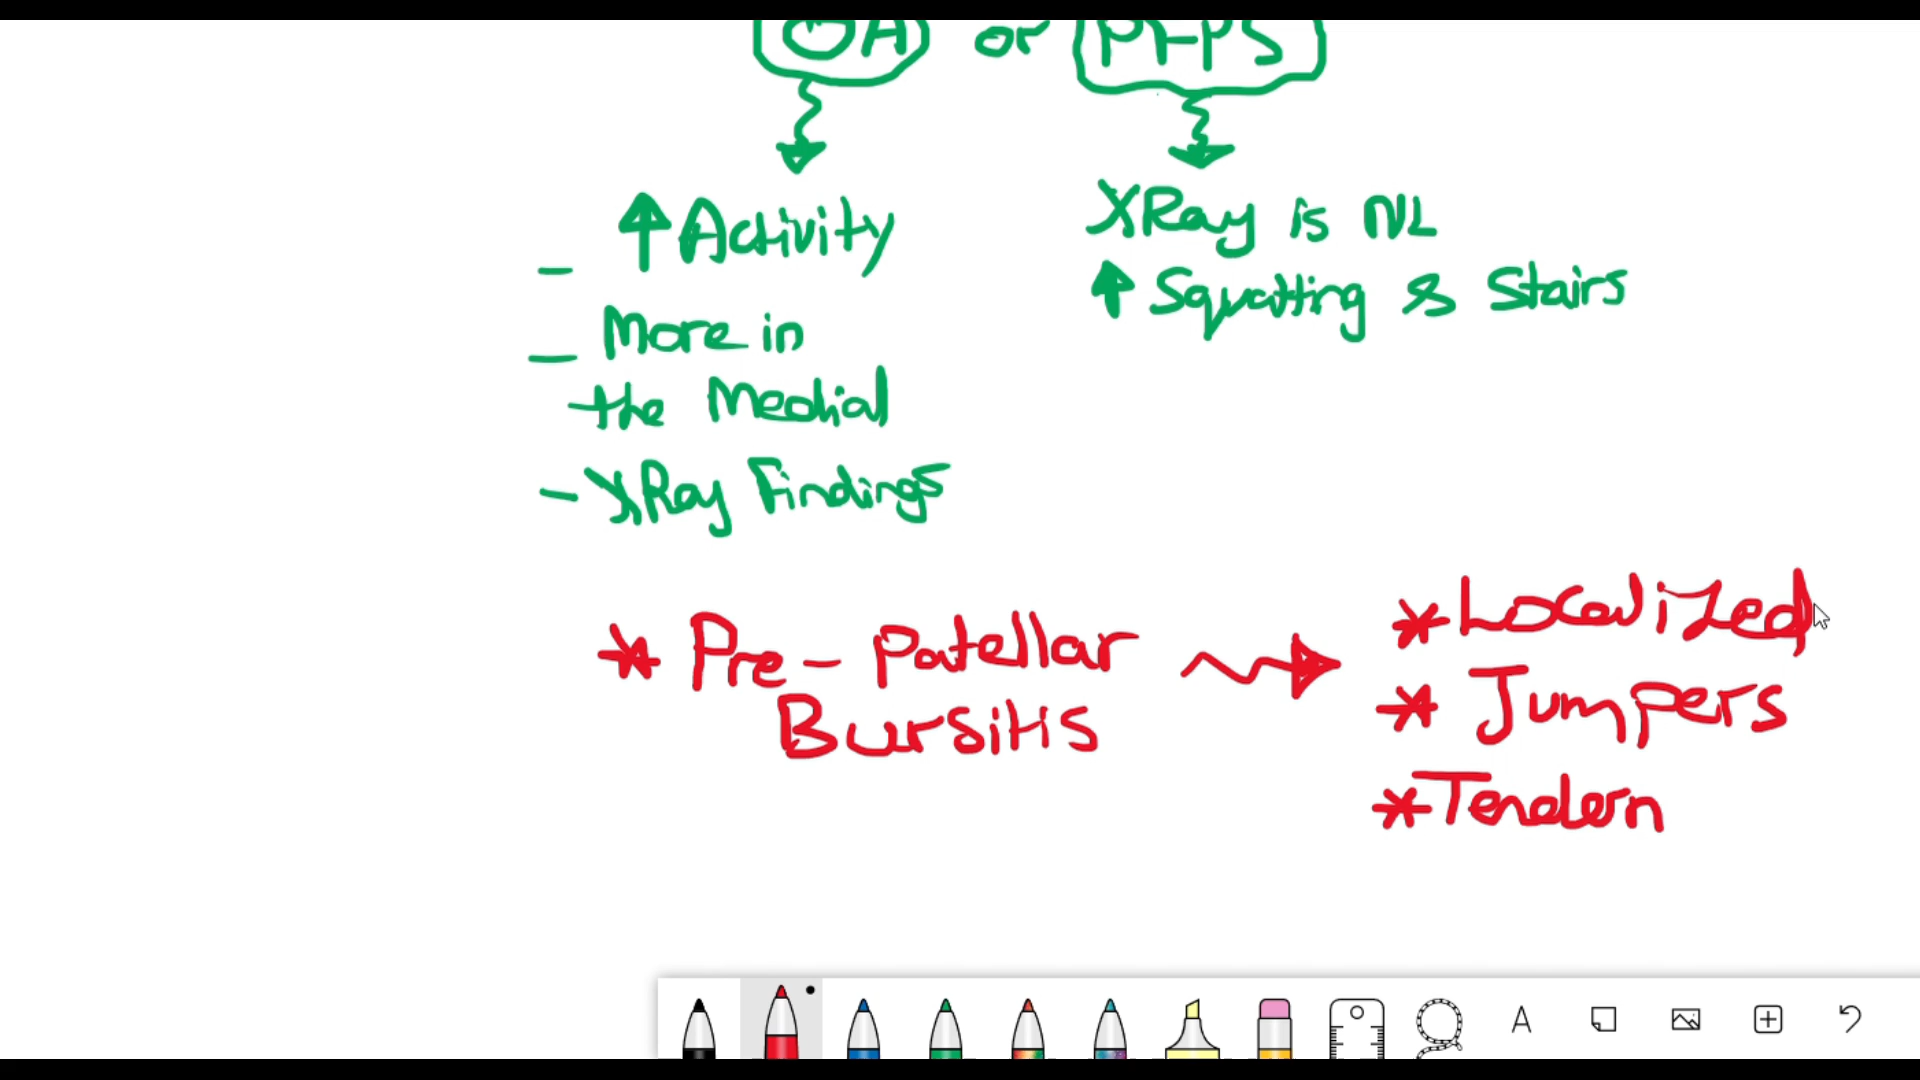 OA or PFPS
↑ Activity
– More in
the Medial
– XRay Findings
XRay is NL
↑ Squatting & Stairs
* Pre-Patellar
Bursitis
* Localized
* Jumpers
* Tendern
A